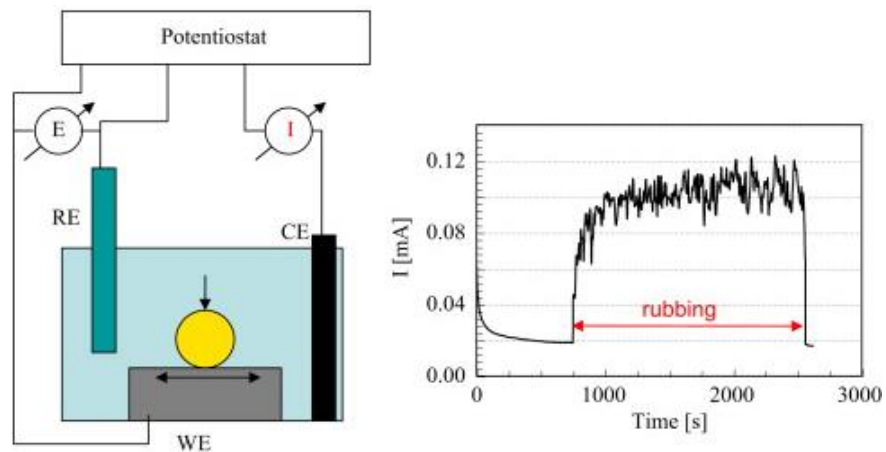 Potentiostat
E
I
RE
CE
WE
I [mA]
0.12
0.08
0.04
0.00
rubbing
0
1000
2000
3000
Time [s]